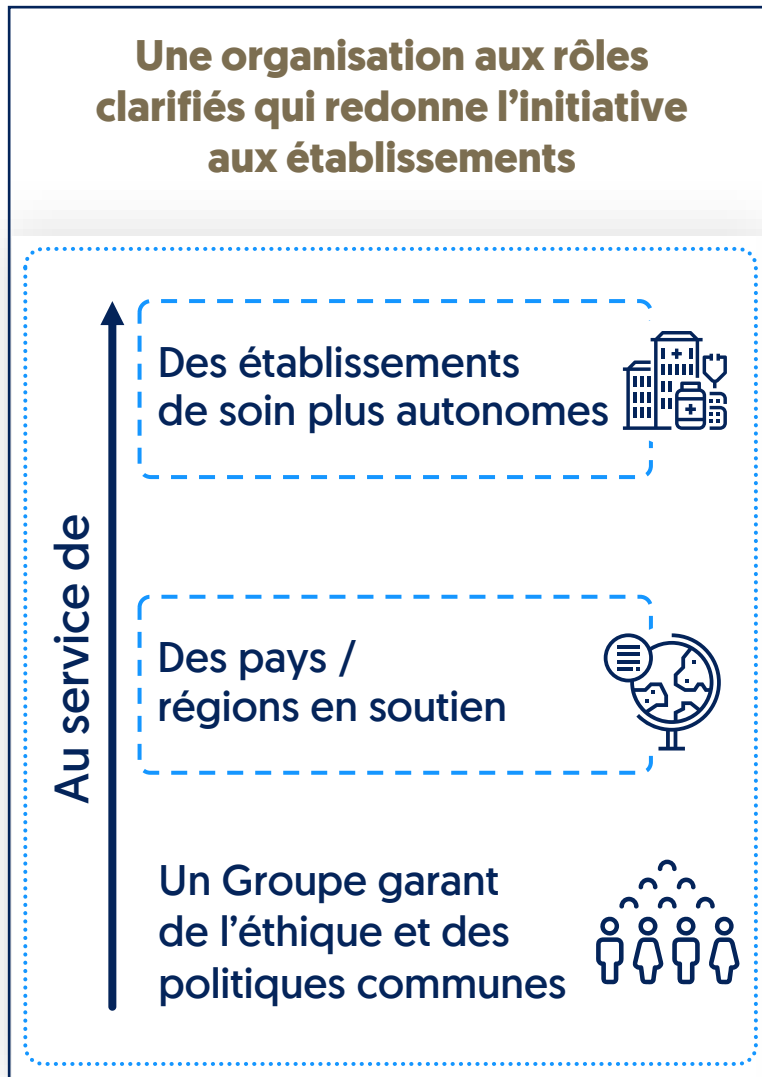 Une organisation aux rôles
clarifiés qui redonne l’initiative
aux établissements
Au service de
Des établissements
de soin plus autonomes
Des pays /
régions en soutien
Un Groupe garant
de l’éthique et des
politiques communes